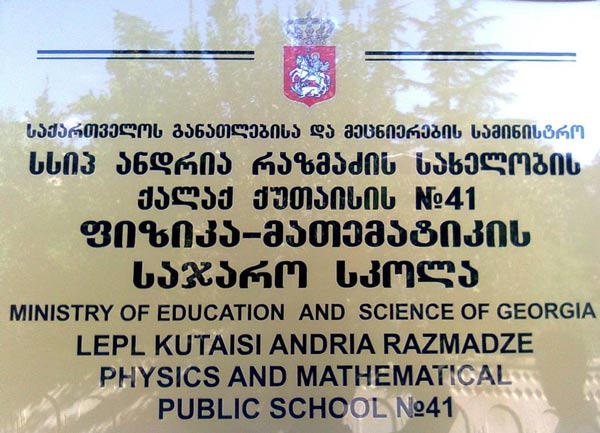 საქართველოს განათლებისა და მეცნიერების სამინისტრო
სსიპ ანდრია რაზმაძის სახელობის
ქალაქ ქუთაისის №41
ფიზიკა-მათემატიკის
საჯარო სკოლა
MINISTRY OF EDUCATION AND SCIENCE OF GEORGIA
LEPL KUTAISI ANDRIA RAZMADZE
PHYSICS AND MATHEMATICAL
PUBLIC SCHOOL №41